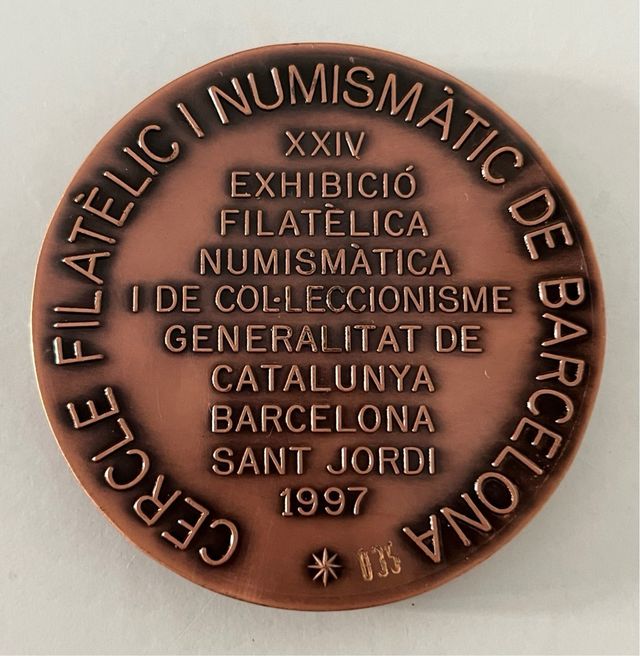 CERCLE FILATÈLIC I NUMISMÀTIC DE BARCELONA
XXIV
EXHIBICIÓ
FILATÈLICA
NUMISMÀTICA
I DE COL·LECCIONISME
GENERALITAT DE
CATALUNYA
BARCELONA
SANT JORDI
1997
035